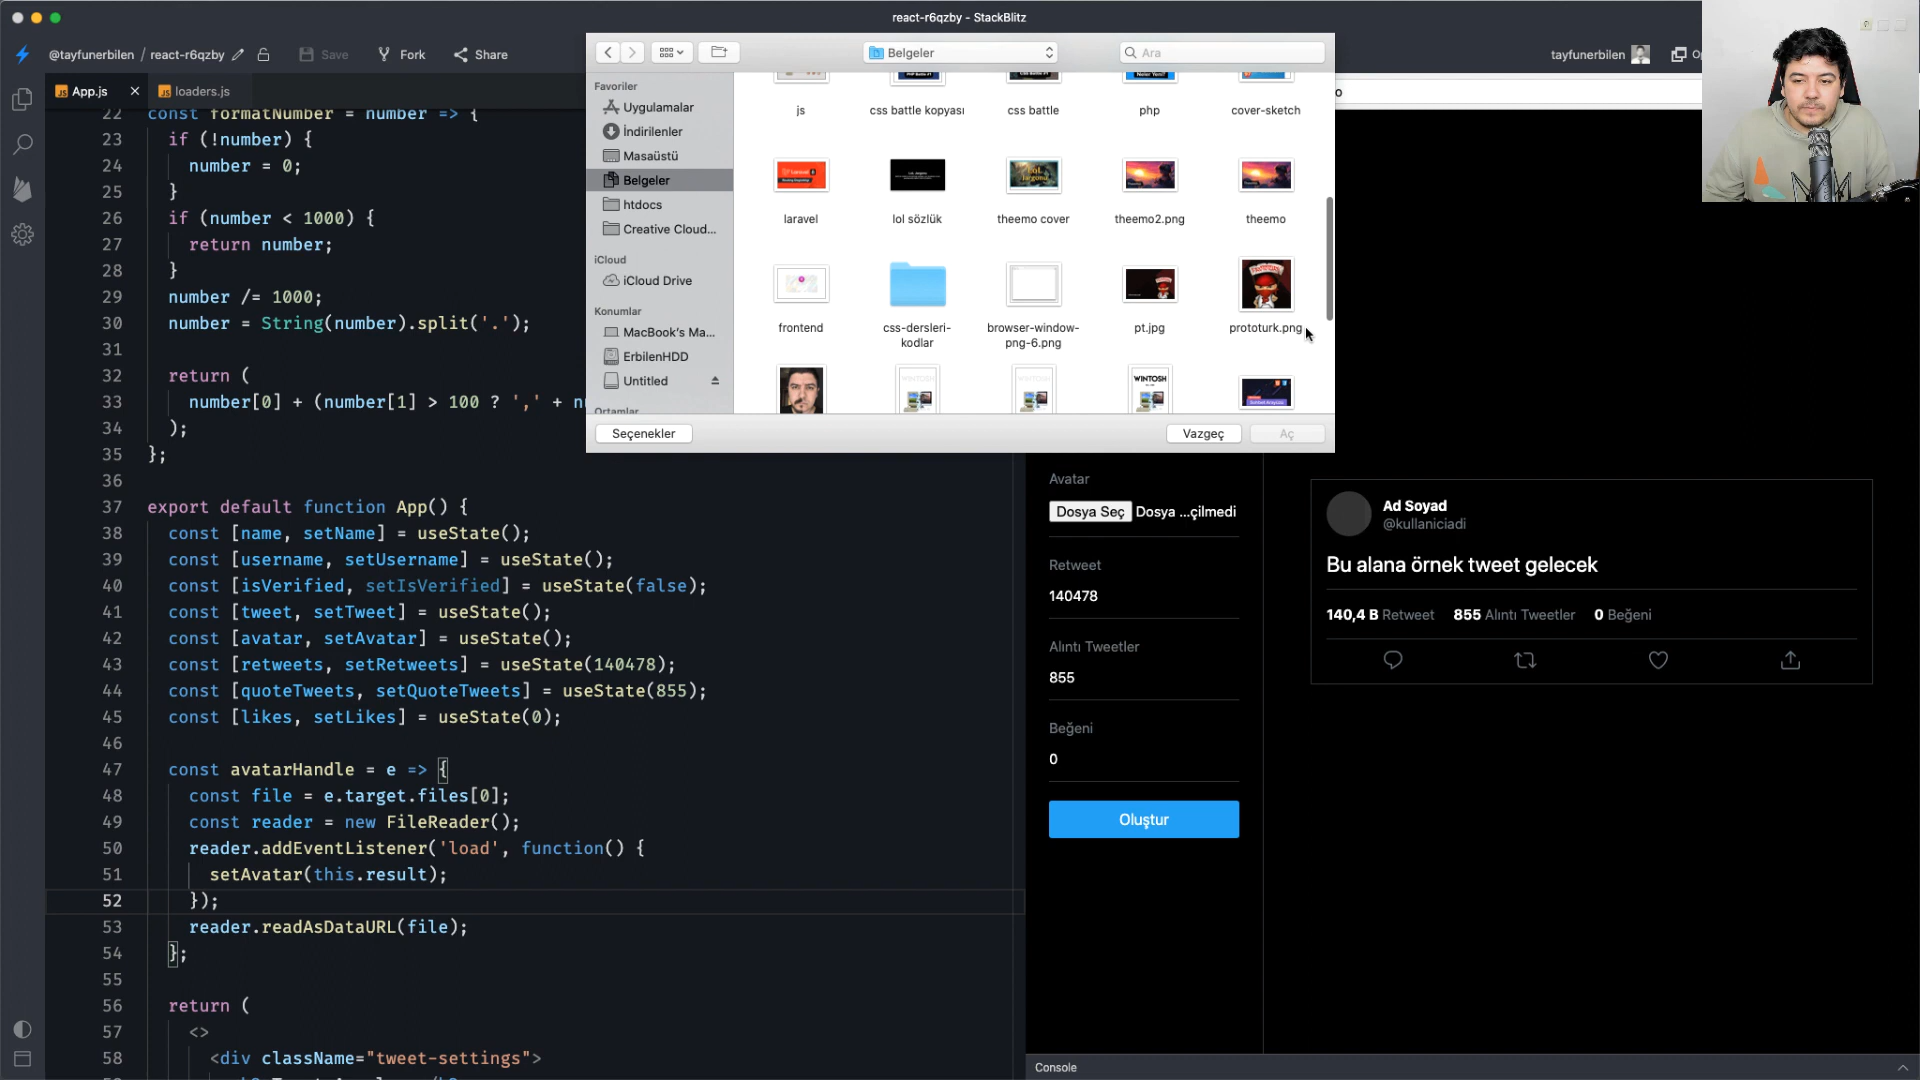 react-r6qzby - StackBlitz
@tayfunerbilen / react-r6qzby
Save
Fork
Share
tayfunerbilen
App.js
loaders.js
22 const formatNumber = number => {
23 if (!number) {
24 number = 0;
25 }
26 if (number < 1000) {
27 return number;
28 }
29 number /= 1000;
30 number = String(number).split('.');
31
32 return (
33 number[0] + (number[1] > 100 ? ',' +
34 );
35 };
36
37 export default function App() {
38 const [name, setName] = useState();
39 const [username, setUsername] = useState();
40 const [isVerified, setIsVerified] = useState(false);
41 const [tweet, setTweet] = useState();
42 const [avatar, setAvatar] = useState();
43 const [retweets, setRetweets] = useState(140478);
44 const [quoteTweets, setQuoteTweets] = useState(855);
45 const [likes, setLikes] = useState(0);
46
47 const avatarHandle = e => {
48 const file = e.target.files[0];
49 const reader = new FileReader();
50 reader.addEventListener('load', function() {
51 setAvatar(this.result);
52 });
53 reader.readAsDataURL(file);
54 };
55
56 return (
57 <>
58 <div className="tweet-settings">
Belgeler
Ara
Favoriler
Uygulamalar
İndirilenler
Masaüstü
Belgeler
htdocs
Creative Cloud...
iCloud
iCloud Drive
Konumlar
MacBook's Ma...
ErbilenHDD
Untitled
Ortamlar
js
css battle kopyası
css battle
php
cover-sketch
laravel
lol sözlük
theemo cover
theemo2.png
theemo
frontend
css-dersleri-
kodlar
browser-window-
png-6.png
pt.jpg
prototurk.png
WINTOSH
Seçenekler
Vazgeç
Aç
Avatar
Dosya Seç Dosya ...çilmedi
Retweet
140478
Alıntı Tweetler
855
Beğeni
0
Oluştur
Ad Soyad
@kullaniciadi
Bu alana örnek tweet gelecek
140,4 B Retweet 855 Alıntı Tweetler 0 Beğeni
Console